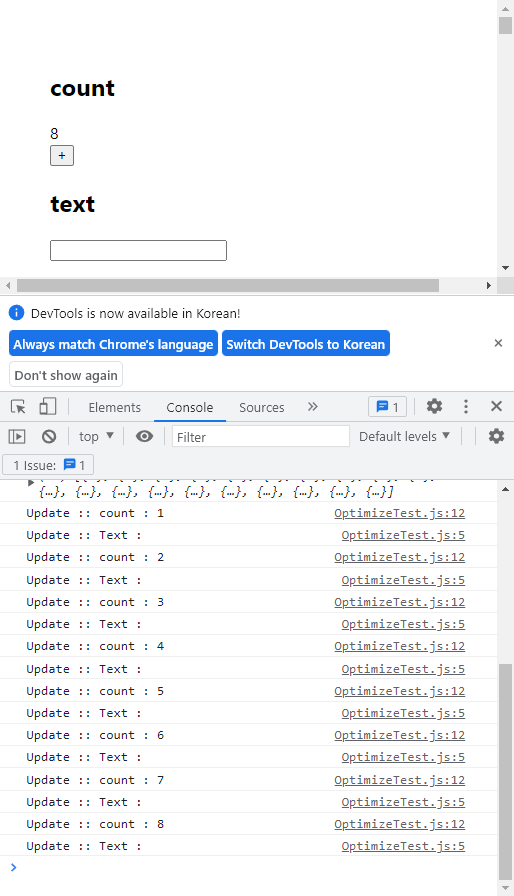 count
8
+
text
DevTools is now available in Korean!
Always match Chrome's language Switch DevTools to Korean
Don't show again
Elements Console Sources 1
top Filter Default levels
1 Issue: 1
{…}, {…}, {…}, {…}, {…}, {…}, {…}, {…}, {…}, {…}]
Update :: count : 1 OptimizeTest.js:12
Update :: Text : OptimizeTest.js:5
Update :: count : 2 OptimizeTest.js:12
Update :: Text : OptimizeTest.js:5
Update :: count : 3 OptimizeTest.js:12
Update :: Text : OptimizeTest.js:5
Update :: count : 4 OptimizeTest.js:12
Update :: Text : OptimizeTest.js:5
Update :: count : 5 OptimizeTest.js:12
Update :: Text : OptimizeTest.js:5
Update :: count : 6 OptimizeTest.js:12
Update :: Text : OptimizeTest.js:5
Update :: count : 7 OptimizeTest.js:12
Update :: Text : OptimizeTest.js:5
Update :: count : 8 OptimizeTest.js:12
Update :: Text : OptimizeTest.js:5